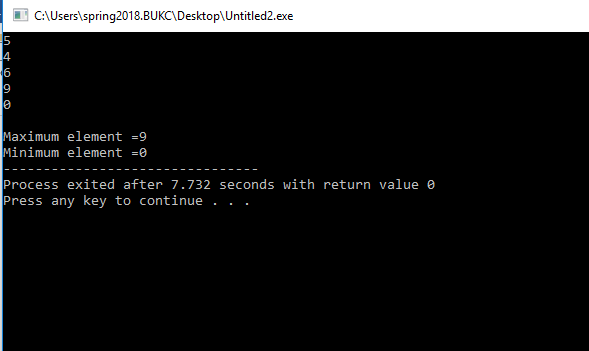 C:\Users\spring2018.BUKC\Desktop\Untitled2.exe
5
4
6
9
0
Maximum element =9
Minimum element =0
--------------------------------
Process exited after 7.732 seconds with return value 0
Press any key to continue . . .